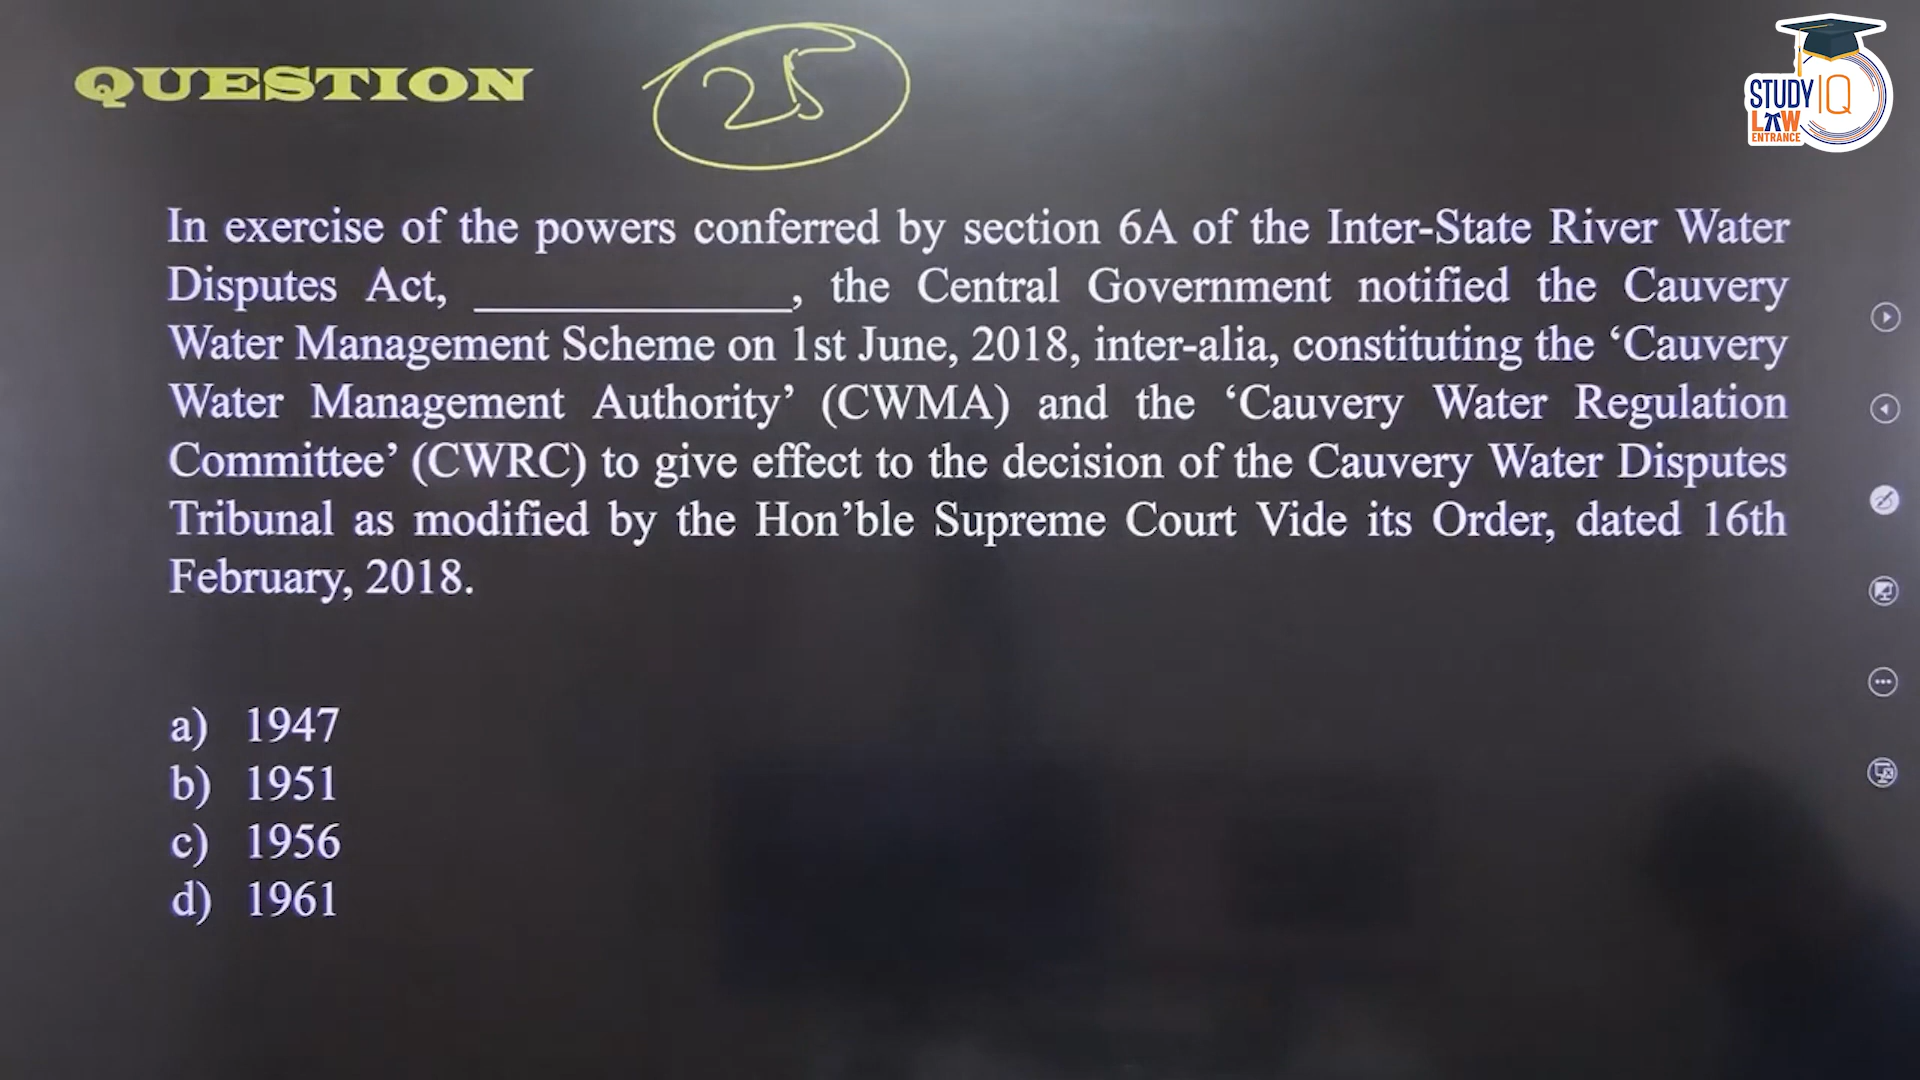 QUESTION
25
STUDY IQ
LAW
ENTRANCE
In exercise of the powers conferred by section 6A of the Inter-State River Water
Disputes Act, ______________, the Central Government notified the Cauvery
Water Management Scheme on 1st June, 2018, inter-alia, constituting the ‘Cauvery
Water Management Authority’ (CWMA) and the ‘Cauvery Water Regulation
Committee’ (CWRC) to give effect to the decision of the Cauvery Water Disputes
Tribunal as modified by the Hon’ble Supreme Court Vide its Order, dated 16th
February, 2018.
a) 1947
b) 1951
c) 1956
d) 1961